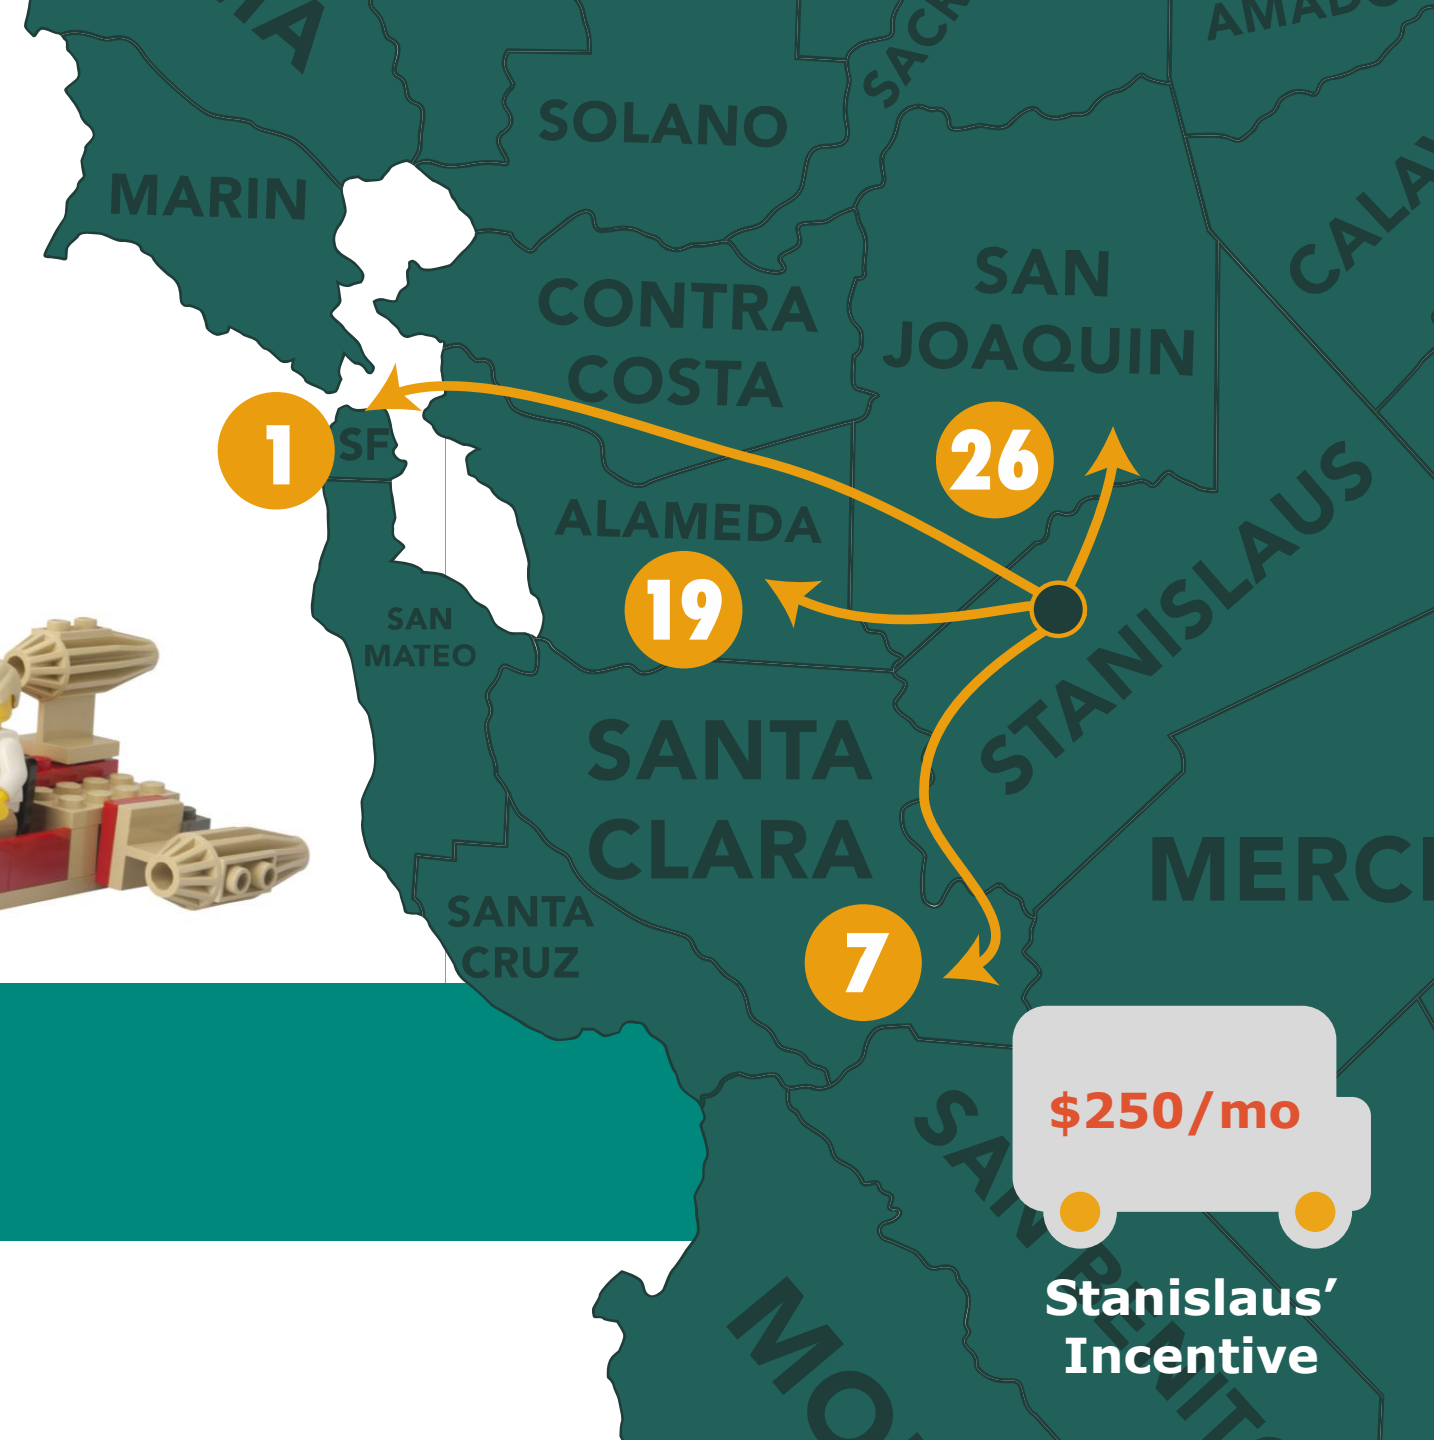 SOLANO
MARIN
SAN
JOAQUIN
CONTRA
COSTA
1
SF
26
ALAMEDA
19
STANISLAUS
SAN
MATEO
SANTA
CLARA
SANTA
CRUZ
7
$250/mo
Stanislaus’
Incentive